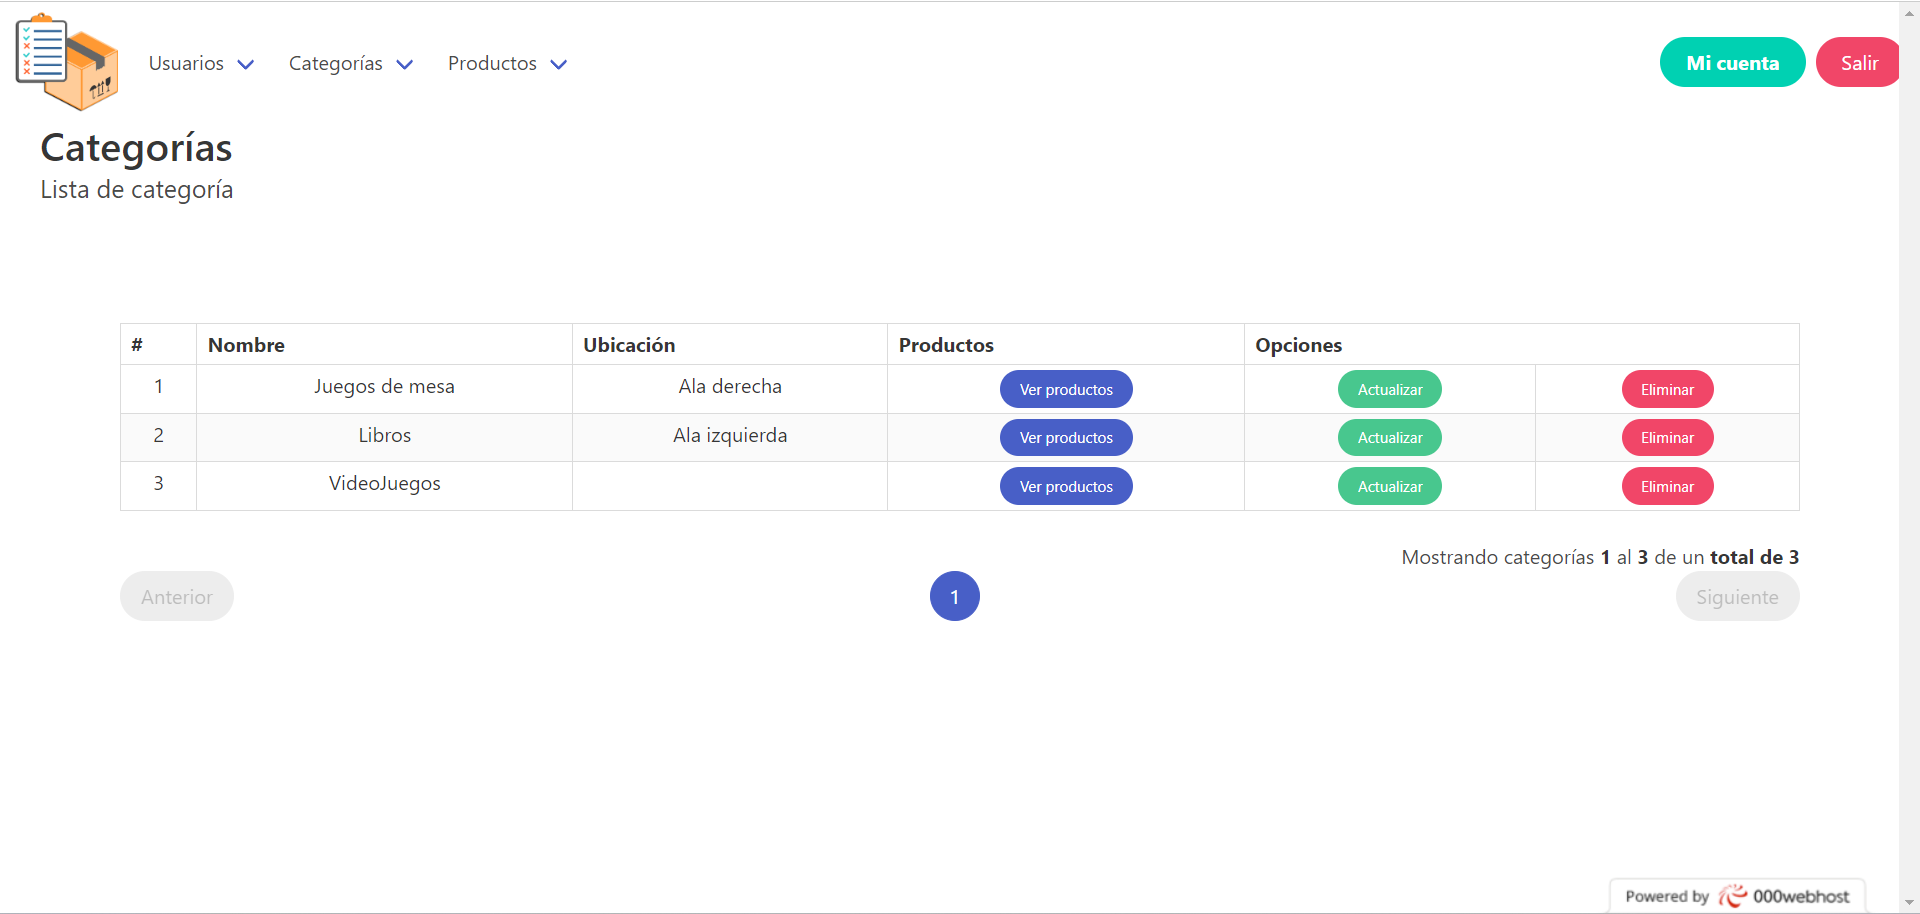 Usuarios Categorías Productos Mi cuenta Salir
Categorías
Lista de categoría
# Nombre Ubicación Productos Opciones
1 Juegos de mesa Ala derecha Ver productos Actualizar Eliminar
2 Libros Ala izquierda Ver productos Actualizar Eliminar
3 VideoJuegos Ver productos Actualizar Eliminar
Mostrando categorías 1 al 3 de un total de 3
Anterior 1 Siguiente
Powered by 000webhost